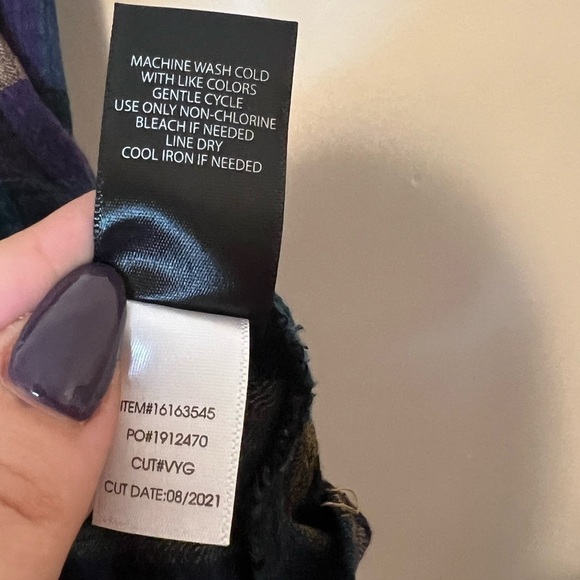 MACHINE WASH COLD
WITH LIKE COLORS
GENTLE CYCLE
USE ONLY NON-CHLORINE
BLEACH IF NEEDED
LINE DRY
COOL IRON IF NEEDED
ITEM#16163545
PO#1912470
CUT#VYG
CUT DATE:08/2021